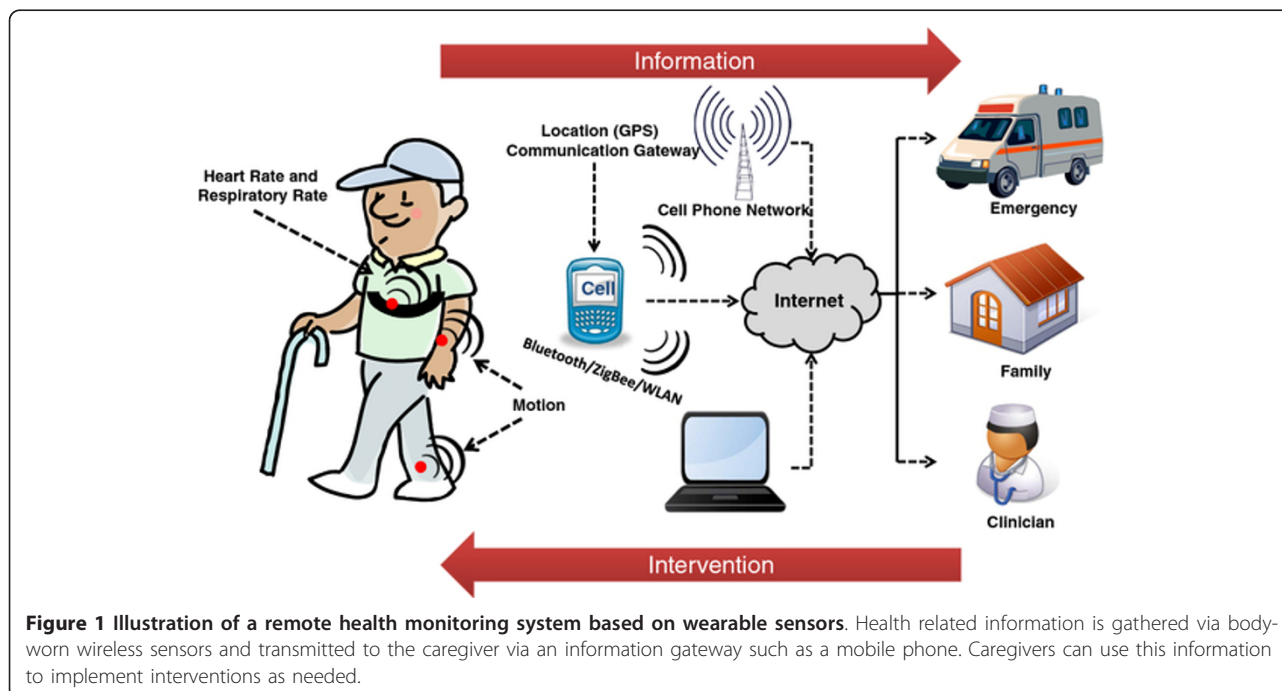 Information
Location (GPS)
Communication Gateway
Heart Rate and
Respiratory Rate
Cell Phone Network
Emergency
Cell
Internet
Bluetooth/ZigBee/WLAN
Family
Motion
Clinician
Intervention
Figure 1 Illustration of a remote health monitoring system based on wearable sensors. Health related information is gathered via body-
worn wireless sensors and transmitted to the caregiver via an information gateway such as a mobile phone. Caregivers can use this information
to implement interventions as needed.